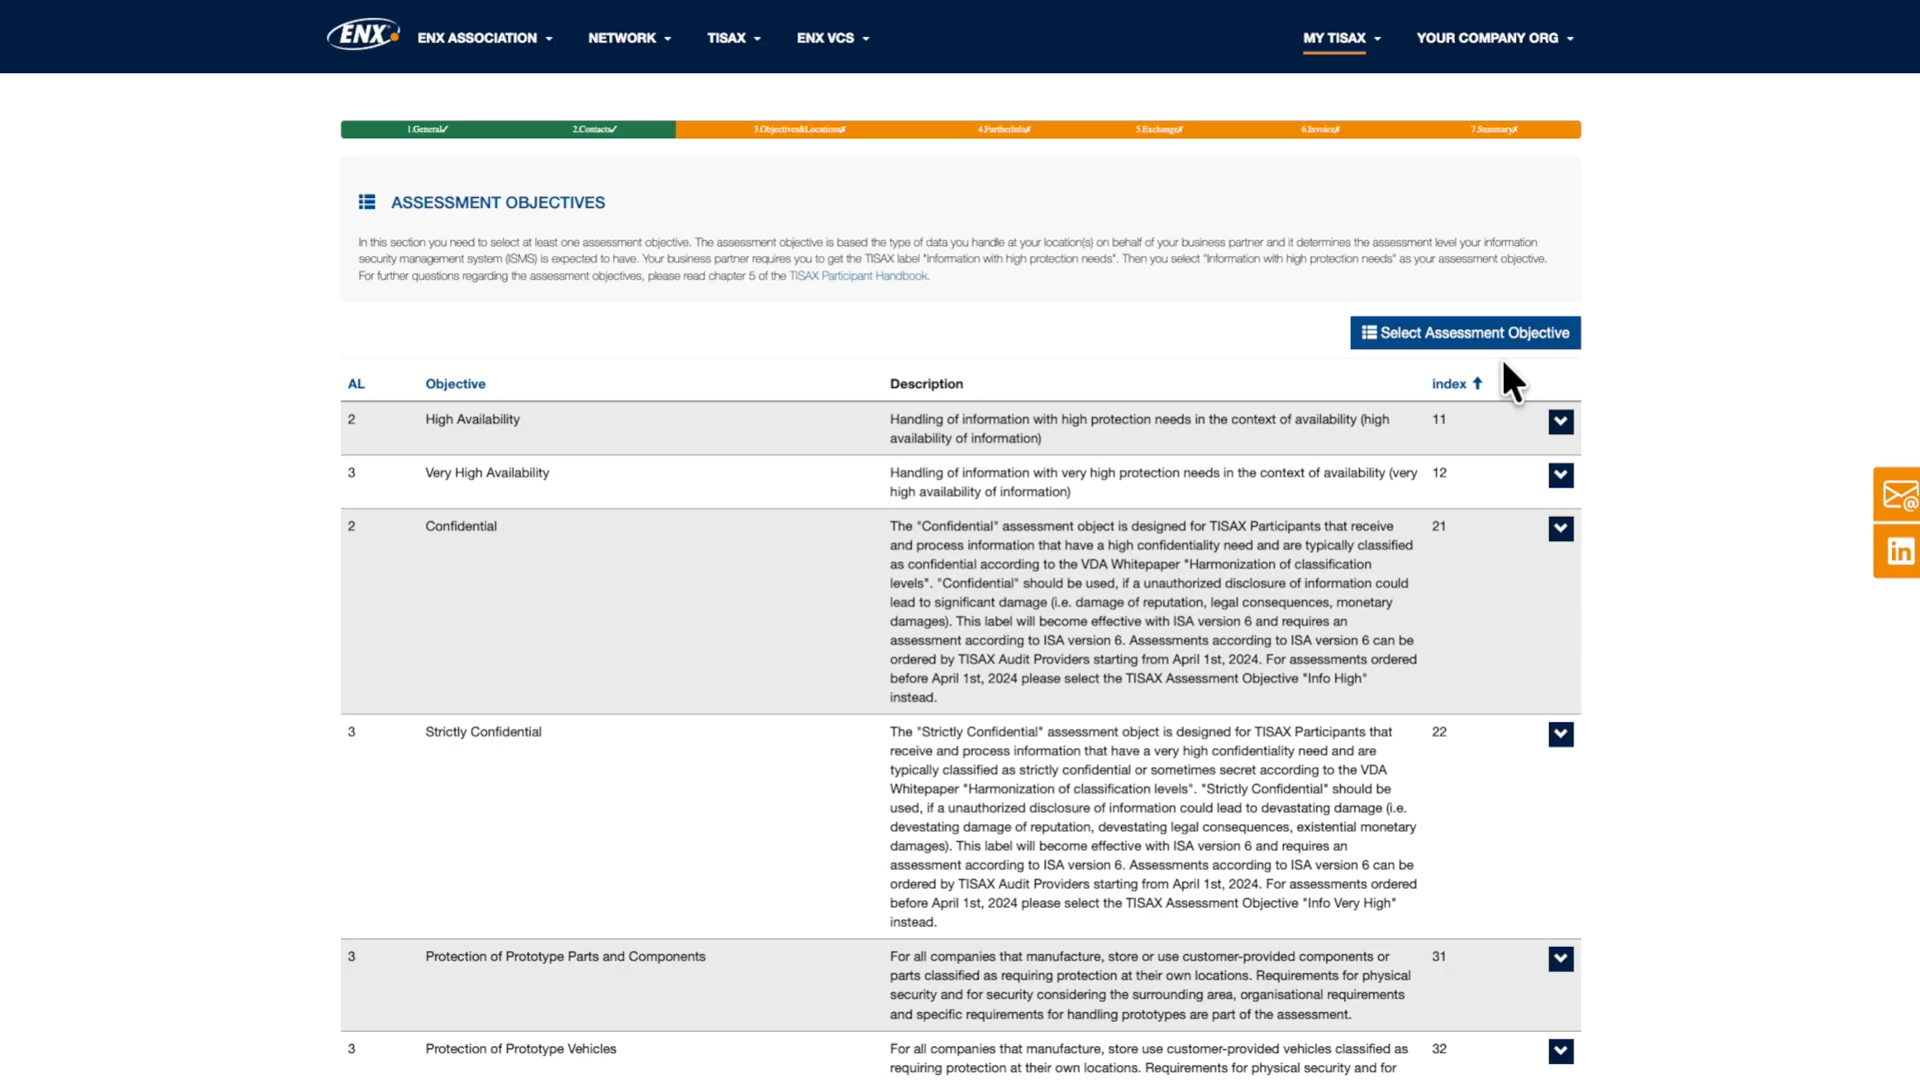 ENX ENX ASSOCIATION NETWORK TISAX ENX VCS MY TISAX YOUR COMPANY ORG
1.General✓ 2.Contacts✓ 3.Objectives&Locations✗ 4.FurtherInfo✗ 5.Exchange✗ 6.Invoice✗ 7.Summary✗
ASSESSMENT OBJECTIVES
In this section you need to select at least one assessment objective. The assessment objective is based the type of data you handle at your location(s) on behalf of your business partner and it determines the assessment level your information
security management system (ISMS) is expected to have. Your business partner requires you to get the TISAX label "Information with high protection needs". Then you select "Information with high protection needs" as your assessment objective.
For further questions regarding the assessment objectives, please read chapter 5 of the TISAX Participant Handbook.
Select Assessment Objective
AL Objective Description index
2 High Availability Handling of information with high protection needs in the context of availability (high 11
availability of information)
3 Very High Availability Handling of information with very high protection needs in the context of availability (very 12
high availability of information)
2 Confidential The "Confidential" assessment object is designed for TISAX Participants that receive 21
and process information that have a high confidentiality need and are typically classified
as confidential according to the VDA Whitepaper "Harmonization of classification
levels". "Confidential" should be used, if a unauthorized disclosure of information could
lead to significant damage (i.e. damage of reputation, legal consequences, monetary
damages). This label will become effective with ISA version 6 and requires an
assessment according to ISA version 6. Assessments according to ISA version 6 can be
ordered by TISAX Audit Providers starting from April 1st, 2024. For assessments ordered
before April 1st, 2024 please select the TISAX Assessment Objective "Info High"
instead.
3 Strictly Confidential The "Strictly Confidential" assessment object is designed for TISAX Participants that 22
receive and process information that have a very high confidentiality need and are
typically classified as strictly confidential or sometimes secret according to the VDA
Whitepaper "Harmonization of classification levels". "Strictly Confidential" should be
used, if a unauthorized disclosure of information could lead to devastating damage (i.e.
devestating damage of reputation, devestating legal consequences, existential monetary
damages). This label will become effective with ISA version 6 and requires an
assessment according to ISA version 6. Assessments according to ISA version 6 can be
ordered by TISAX Audit Providers starting from April 1st, 2024. For assessments ordered
before April 1st, 2024 please select the TISAX Assessment Objective "Info Very High"
instead.
3 Protection of Prototype Parts and Components For all companies that manufacture, store or use customer-provided components or 31
parts classified as requiring protection at their own locations. Requirements for physical
security and for security considering the surrounding area, organisational requirements
and specific requirements for handling prototypes are part of the assessment.
3 Protection of Prototype Vehicles For all companies that manufacture, store use customer-provided vehicles classified as 32
requiring protection at their own locations. Requirements for physical security and for